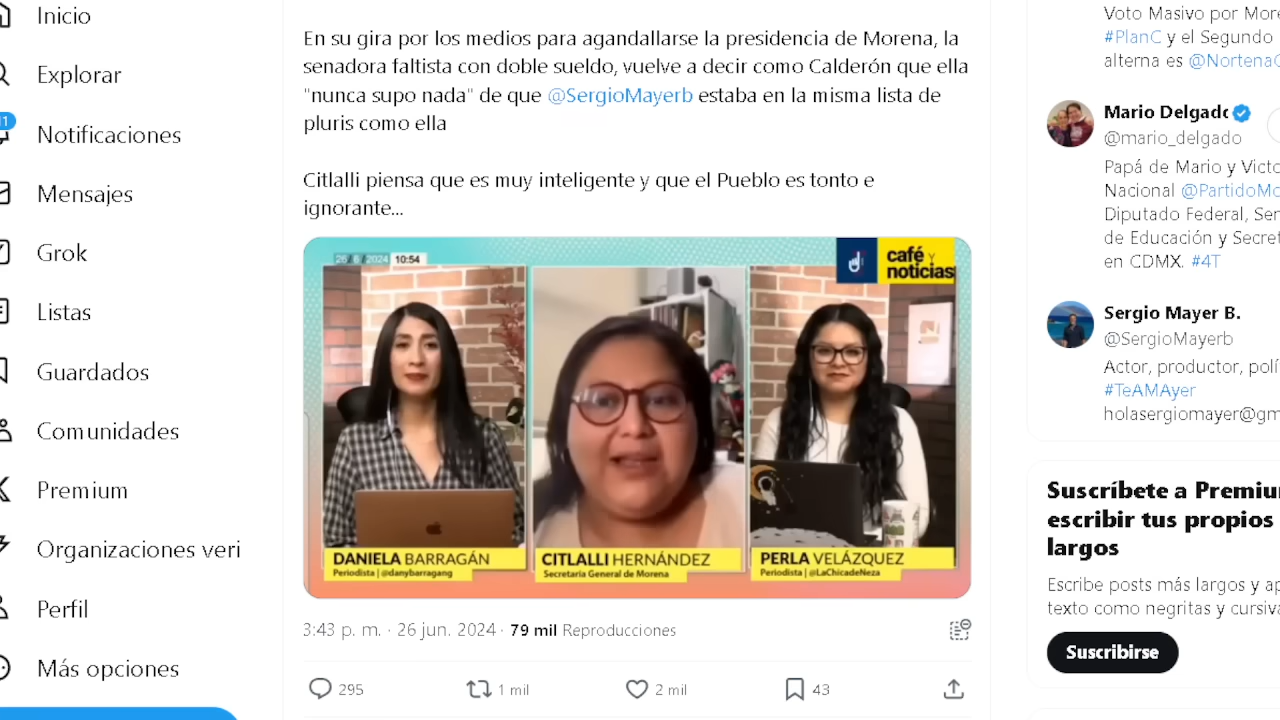 Inicio
Explorar
11
Notificaciones
Mensajes
Grok
Listas
Guardados
Comunidades
Premium
Organizaciones veri
Perfil
Más opciones
En su gira por los medios para agandallarse la presidencia de Morena, la
senadora faltista con doble sueldo, vuelve a decir como Calderón que ella
"nunca supo nada" de que @SergioMayerb estaba en la misma lista de
pluris como ella
Citlalli piensa que es muy inteligente y que el Pueblo es tonto e
ignorante...
26/6/2024 10:54
café y
noticias
DANIELA BARRAGÁN
Periodista | @danybarragang
CITLALLI HERNÁNDEZ
Secretaria General de Morena
PERLA VELÁZQUEZ
Periodista | @LaChicadeNeza
3:43 p. m. · 26 jun. 2024 · 79 mil Reproducciones
295
1 mil
2 mil
43
Voto Masivo por More
#PlanC y el Segundo
alterna es @NortenaC
Mario Delgado
@mario_delgado
Papá de Mario y Victo
Nacional @PartidoMo
Diputado Federal, Sen
de Educación y Secret
en CDMX. #4T
Sergio Mayer B.
@SergioMayerb
Actor, productor, polí
#TeAMAyer
holasergiomayer@gm
Suscríbete a Premiu
escribir tus propios
largos
Escribe posts más largos y ap
texto como negritas y cursiva
Suscribirse